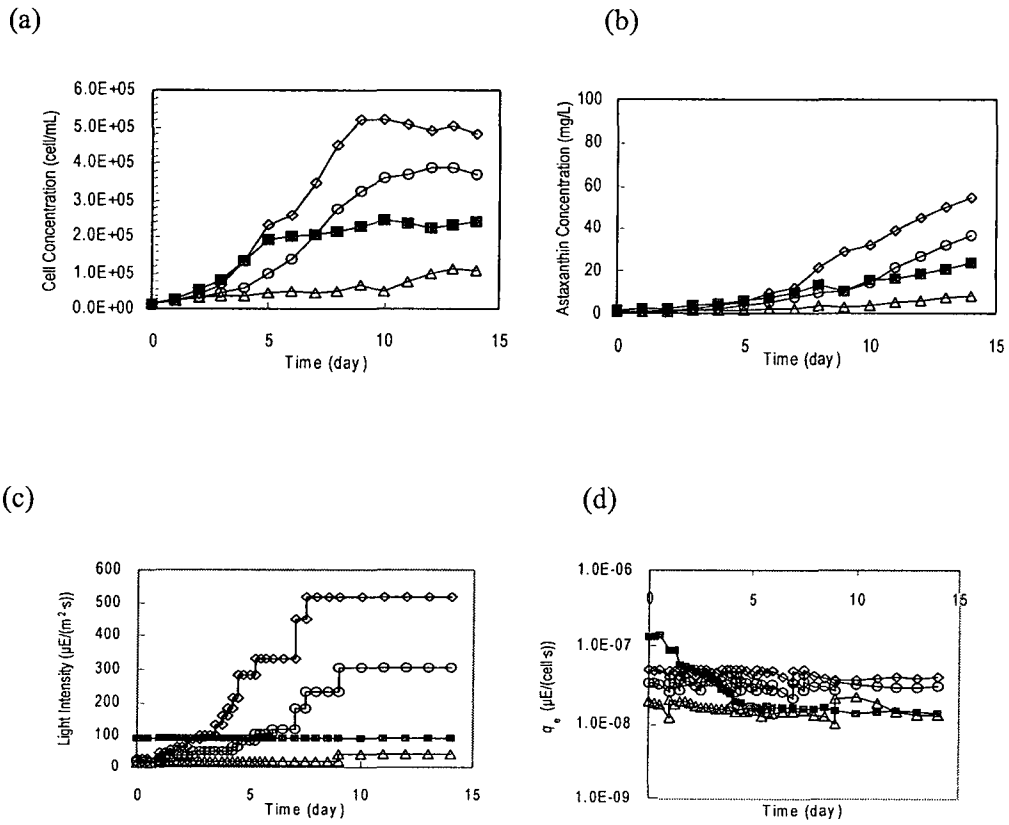 (a)
Cell Concentration (cell/mL)
6.0E+05
5.0E+05
4.0E+05
3.0E+05
2.0E+05
1.0E+05
0.0E+00
0 5 10 15
Time (day)
(b)
Astaxanthin Concentration (mg/L)
100
80
60
40
20
0
0 5 10 15
Time (day)
(c)
Light Intensity (µE/(m²·s))
600
500
400
300
200
100
0
0 5 10 15
Time (day)
(d)
qe (µE/(cell·s))
1.0E-06
1.0E-07
1.0E-08
1.0E-09
0 5 10 15
Time (day)